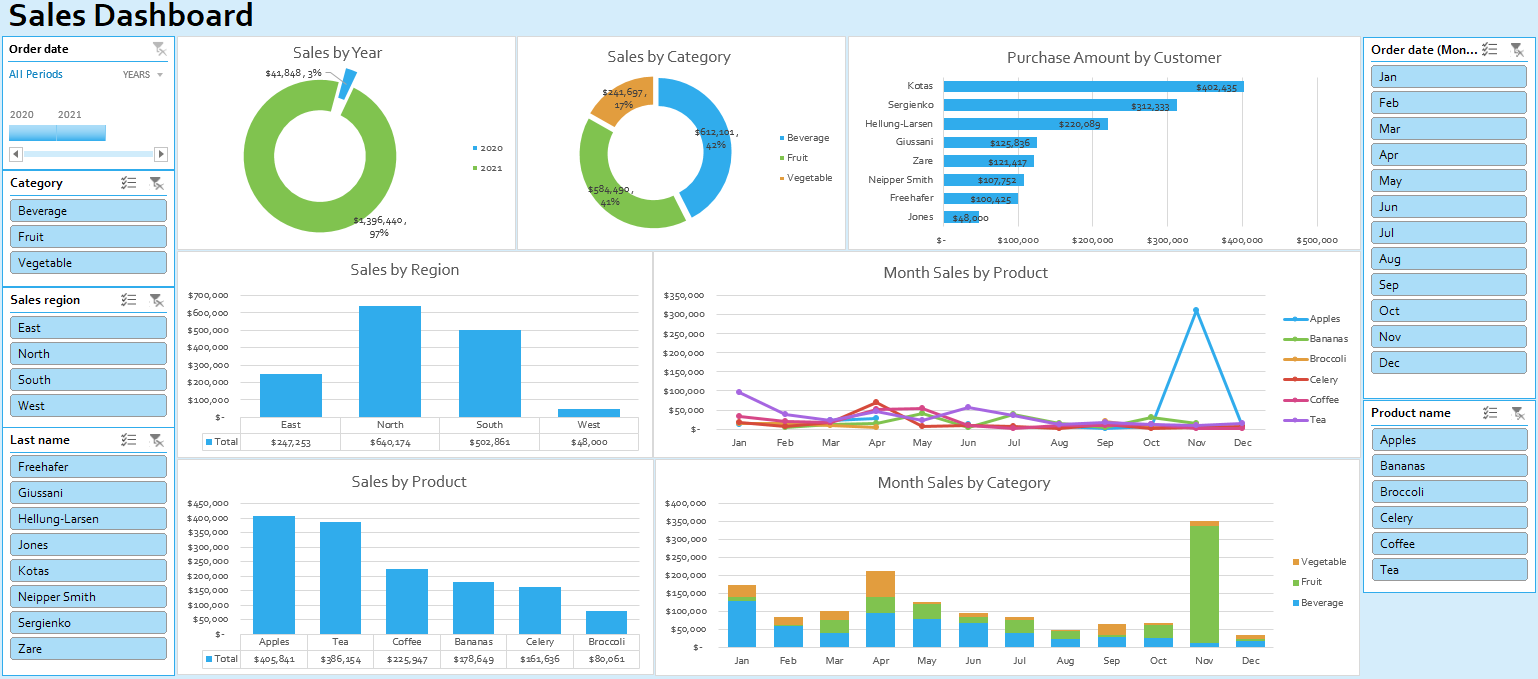 Sales Dashboard
Order date
All Periods
YEARS
2020 2021
Category
Beverage
Fruit
Vegetable
Sales region
East
North
South
West
Last name
Freehafer
Giussani
Hellung-Larsen
Jones
Kotas
Neipper Smith
Sergienko
Zare
Sales by Year
$41,848, 3%
$1,396,440,
97%
2020
2021
Sales by Category
$241,697,
17%
$612,101,
42%
$584,490,
41%
Beverage
Fruit
Vegetable
Purchase Amount by Customer
Kotas $402,435
Sergienko $312,333
Hellung-Larsen $220,089
Giussani $125,836
Zare $121,417
Neipper Smith $107,752
Freehafer $100,425
Jones $48,000
$- $100,000 $200,000 $300,000 $400,000 $500,000
Sales by Region
$700,000
$600,000
$500,000
$400,000
$300,000
$200,000
$100,000
$-
East North South West
Total $247,253 $640,174 $502,861 $48,000
Month Sales by Product
$350,000
$300,000
$250,000
$200,000
$150,000
$100,000
$50,000
$-
Jan Feb Mar Apr May Jun Jul Aug Sep Oct Nov Dec
Apples
Bananas
Broccoli
Celery
Coffee
Tea
Sales by Product
$450,000
$400,000
$350,000
$300,000
$250,000
$200,000
$150,000
$100,000
$50,000
$-
Apples Tea Coffee Bananas Celery Broccoli
Total $405,841 $386,154 $225,947 $178,649 $161,636 $80,061
Month Sales by Category
$400,000
$350,000
$300,000
$250,000
$200,000
$150,000
$100,000
$50,000
$-
Jan Feb Mar Apr May Jun Jul Aug Sep Oct Nov Dec
Vegetable
Fruit
Beverage
Order date (Mon...
Jan
Feb
Mar
Apr
May
Jun
Jul
Aug
Sep
Oct
Nov
Dec
Product name
Apples
Bananas
Broccoli
Celery
Coffee
Tea